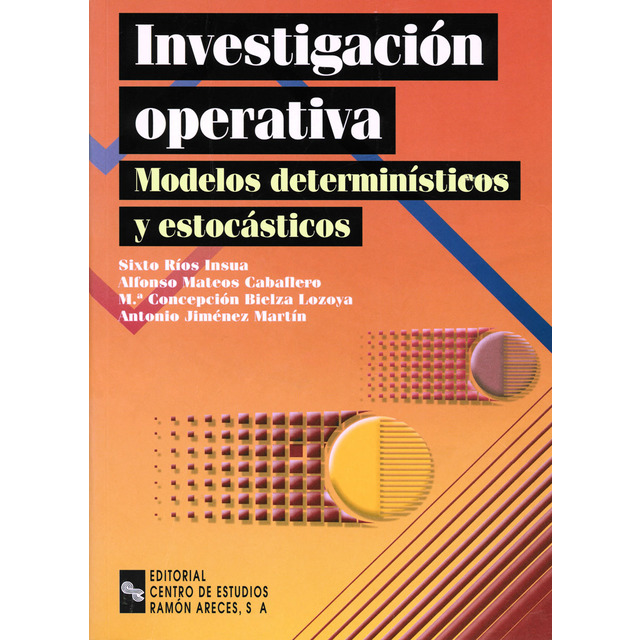 Investigación
operativa
Modelos determinísticos
y estocásticos
Sixto Ríos Insua
Alfonso Mateos Caballero
M.ª Concepción Bielza Lozoya
Antonio Jiménez Martín
EDITORIAL
CENTRO DE ESTUDIOS
RAMÓN ARECES, S A